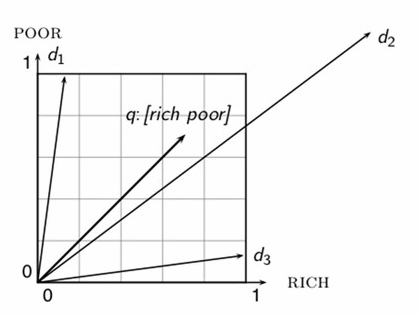 POOR
1 d1
d2
q: [rich poor]
d3
0
0 1 RICH